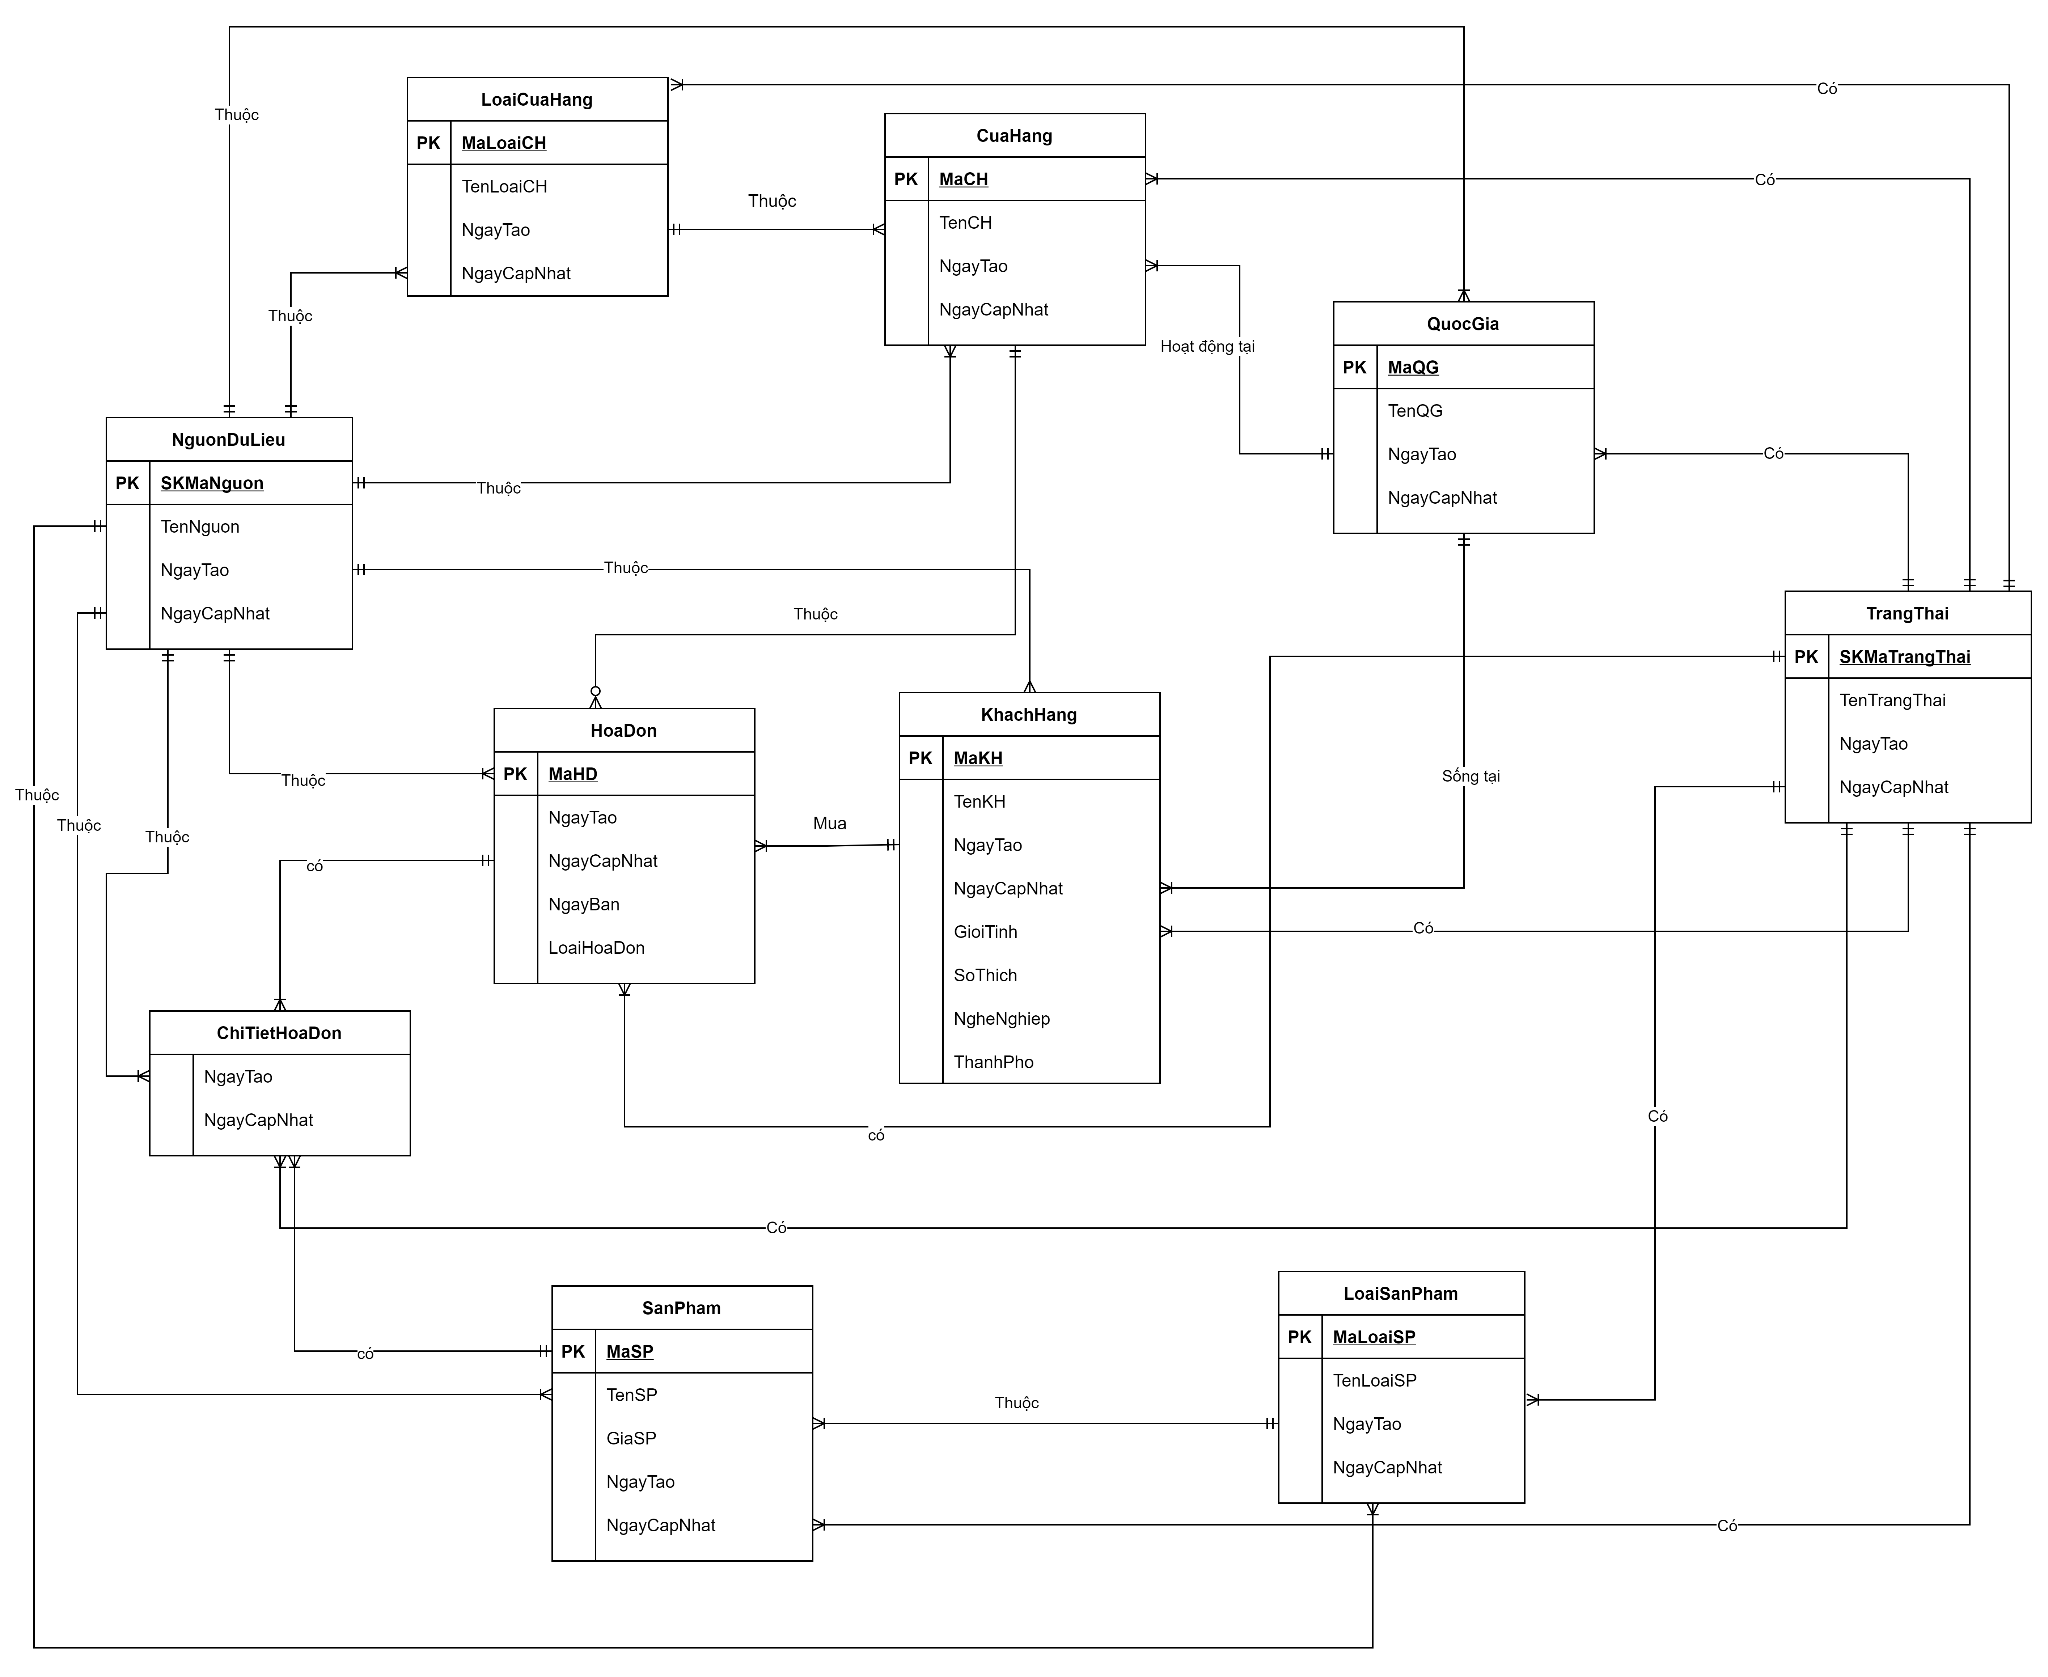 Thuộc
LoaiCuaHang
PK MaLoaiCH
TenLoaiCH
NgayTao
NgayCapNhat
Có
CuaHang
PK MaCH
TenCH
NgayTao
NgayCapNhat
Có
Thuộc
Thuộc
Hoạt động tại
QuocGia
PK MaQG
TenQG
NgayTao
NgayCapNhat
Có
NguonDuLieu
PK SKMaNguon
TenNguon
NgayTao
NgayCapNhat
Thuộc
Thuộc
Thuộc
TrangThai
PK SKMaTrangThai
TenTrangThai
NgayTao
NgayCapNhat
HoaDon
PK MaHD
NgayTao
NgayCapNhat
NgayBan
LoaiHoaDon
KhachHang
PK MaKH
TenKH
NgayTao
NgayCapNhat
GioiTinh
SoThich
NgheNghiep
ThanhPho
Sống tại
Thuộc
Thuộc
Thuộc
Thuộc
Mua
có
Có
ChiTietHoaDon
NgayTao
NgayCapNhat
có
Có
Có
SanPham
PK MaSP
TenSP
GiaSP
NgayTao
NgayCapNhat
có
Thuộc
LoaiSanPham
PK MaLoaiSP
TenLoaiSP
NgayTao
NgayCapNhat
Có